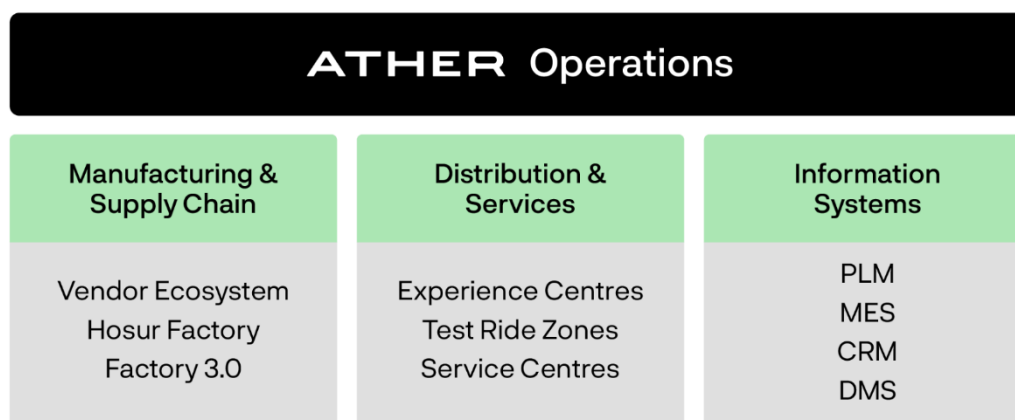 ATHER Operations
Manufacturing &
Supply Chain
Vendor Ecosystem
Hosur Factory
Factory 3.0
Distribution &
Services
Experience Centres
Test Ride Zones
Service Centres
Information
Systems
PLM
MES
CRM
DMS